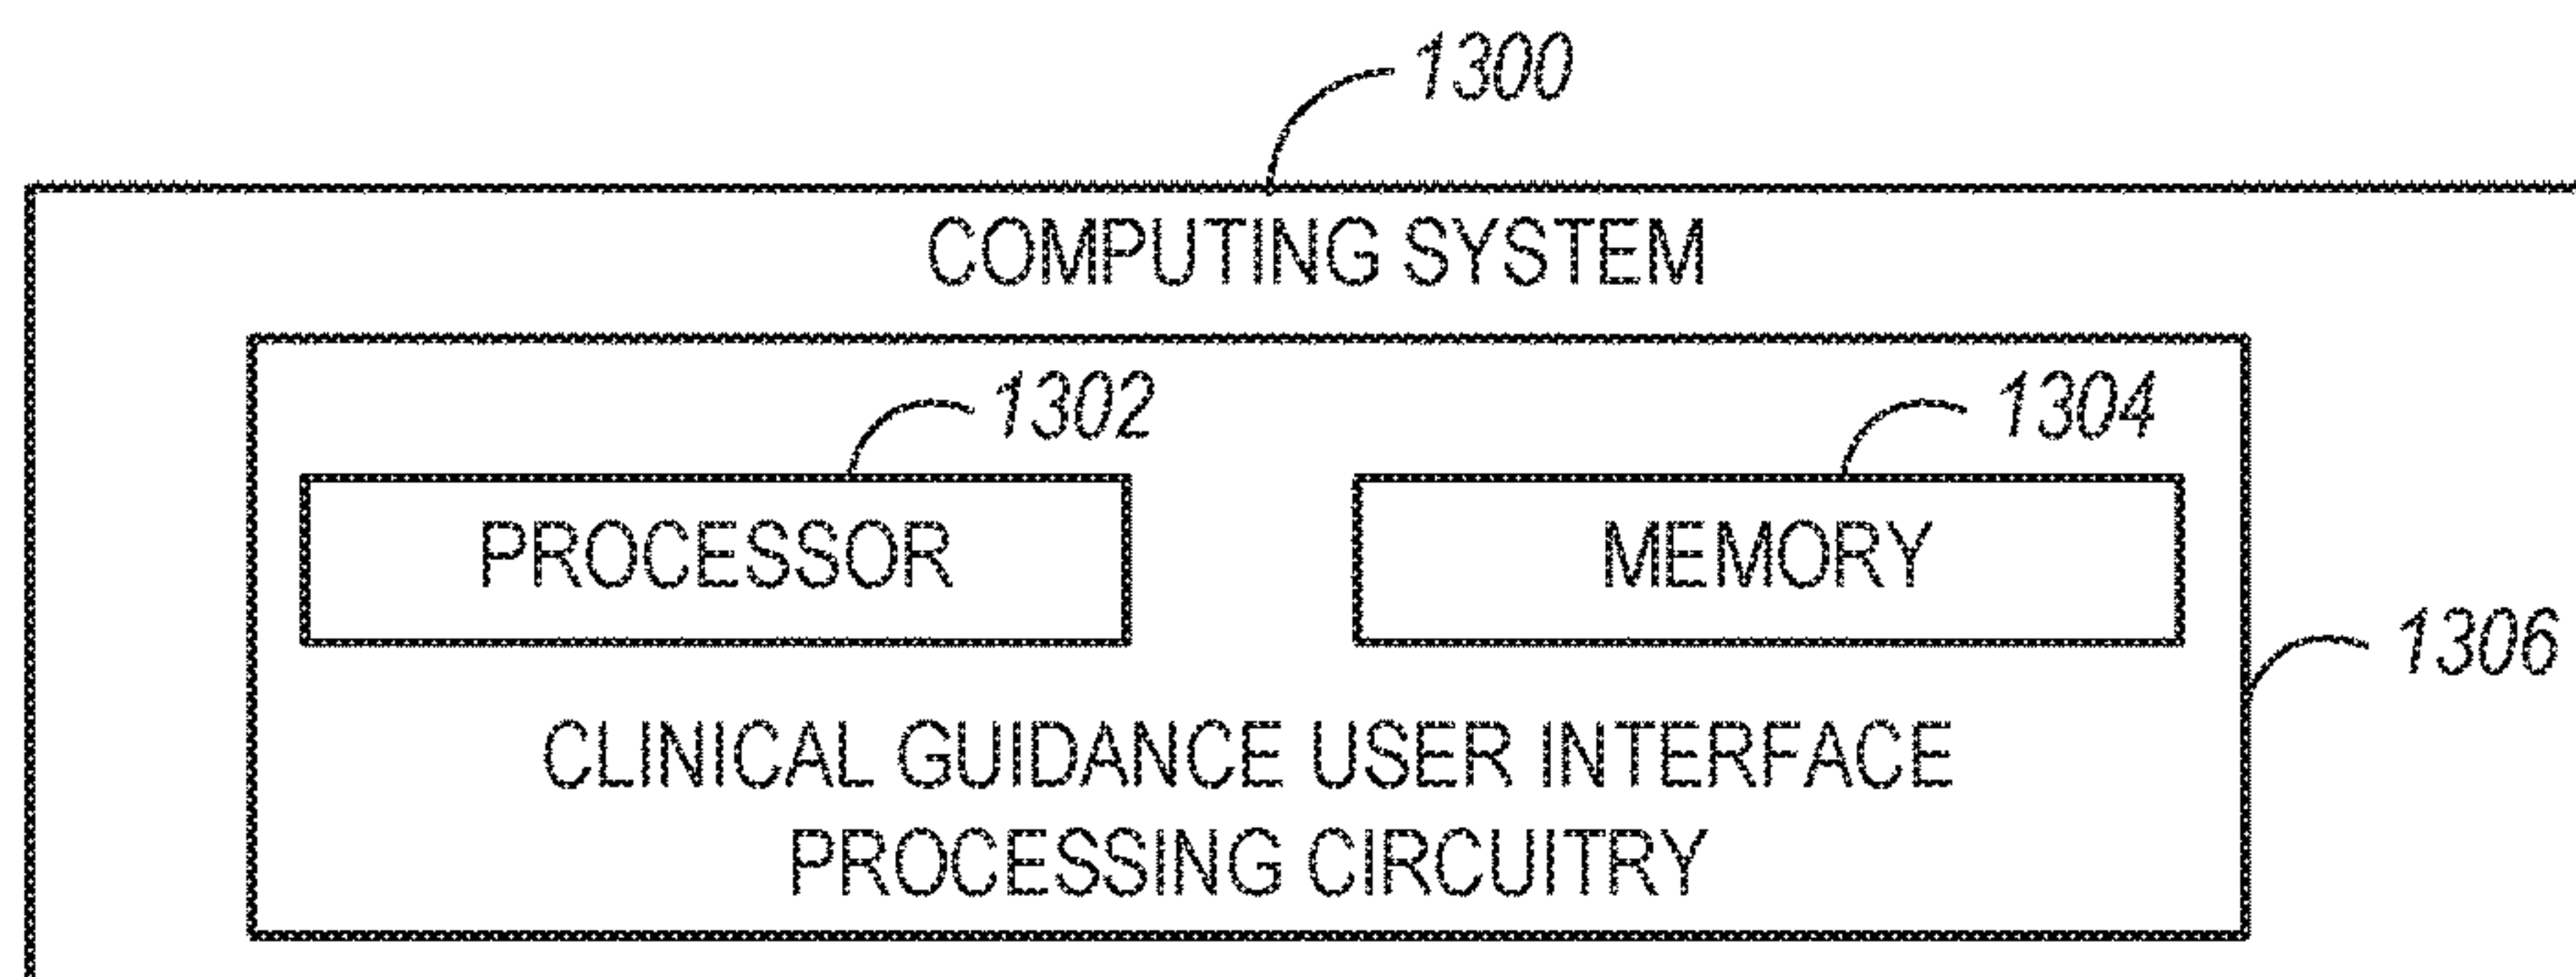 1300
COMPUTING SYSTEM
1302
1304
PROCESSOR
MEMORY
1306
CLINICAL GUIDANCE USER INTERFACE
PROCESSING CIRCUITRY